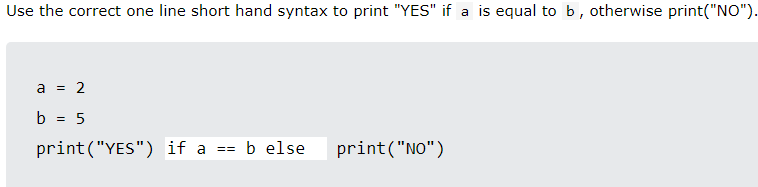 Use the correct one line short hand syntax to print "YES" if a is equal to b, otherwise print("NO").
a = 2
b = 5
print("YES") if a == b else print("NO")